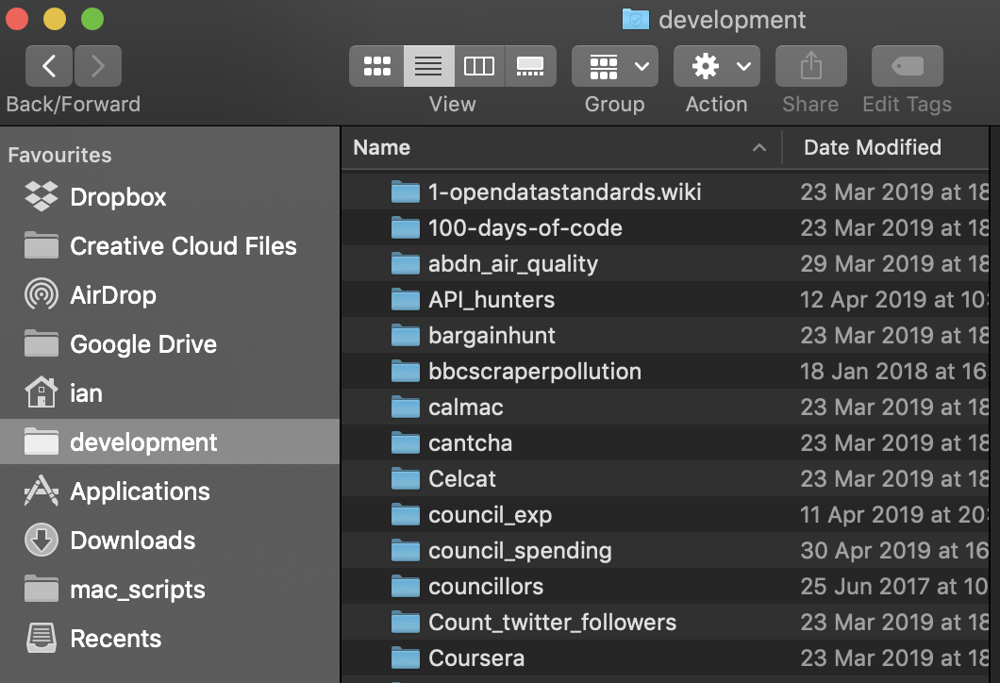 development
Back/Forward
View
Group
Action
Share
Edit Tags
Favourites
Dropbox
Creative Cloud Files
AirDrop
Google Drive
ian
development
Applications
Downloads
mac_scripts
Recents
Name Date Modified
1-opendatastandards.wiki 23 Mar 2019 at 18
100-days-of-code 23 Mar 2019 at 18
abdn_air_quality 29 Mar 2019 at 18
API_hunters 12 Apr 2019 at 10:
bargainhunt 23 Mar 2019 at 18
bbcscraperpollution 18 Jan 2018 at 16
calmac 23 Mar 2019 at 18
cantcha 23 Mar 2019 at 18
Celcat 23 Mar 2019 at 18
council_exp 11 Apr 2019 at 20:
council_spending 30 Apr 2019 at 16
councillors 25 Jun 2017 at 10
Count_twitter_followers 23 Mar 2019 at 18
Coursera 23 Mar 2019 at 18